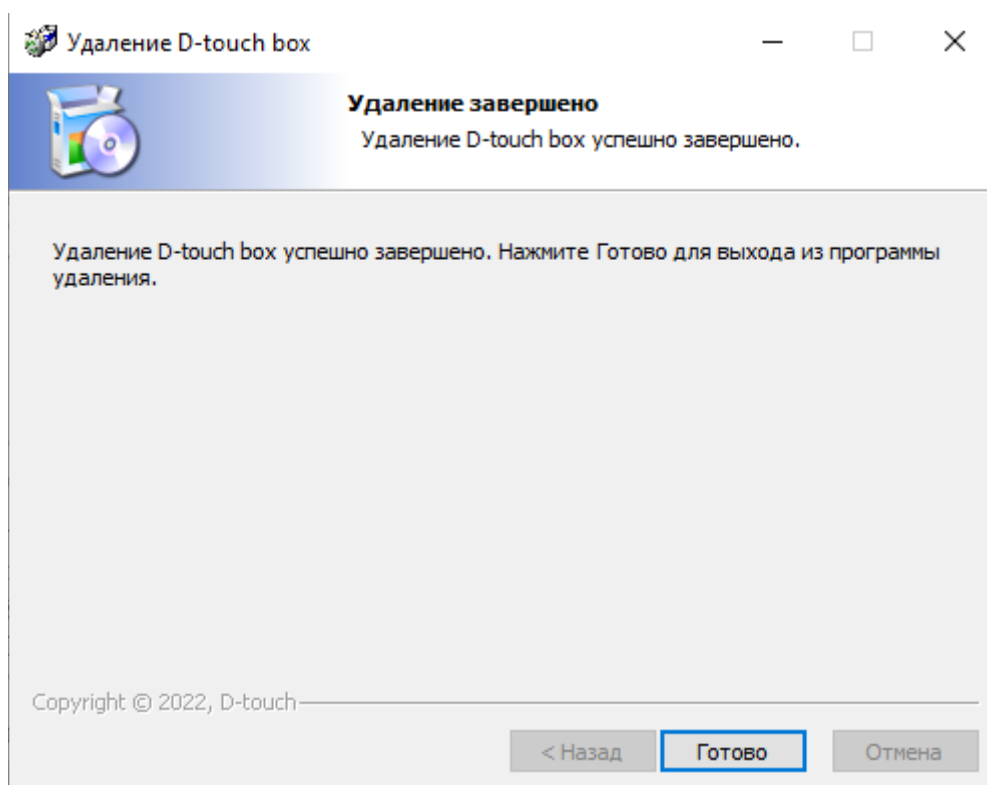 Удаление D-touch box
Удаление завершено
Удаление D-touch box успешно завершено.
Удаление D-touch box успешно завершено. Нажмите Готово для выхода из программы
удаления.
Copyright © 2022, D-touch
< Назад Готово Отмена